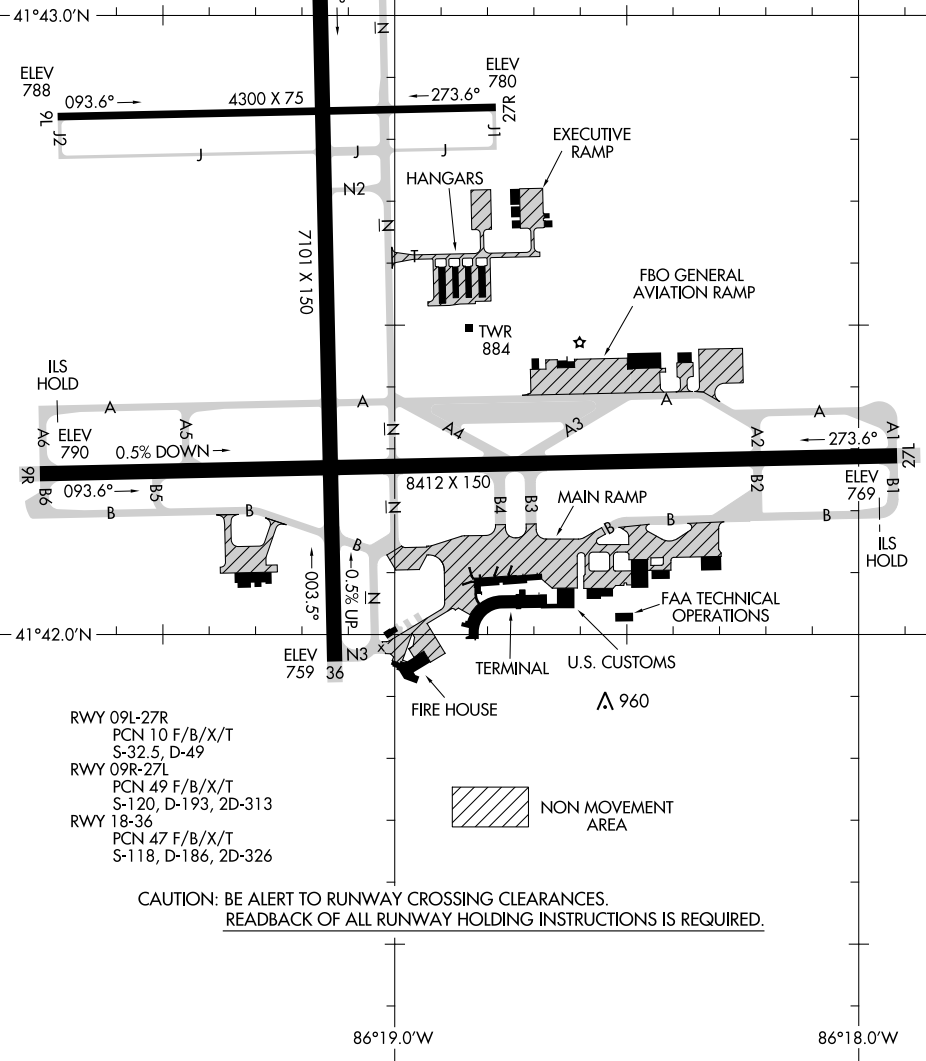 41°43.0'N
N
ELEV
788
ELEV
780
093.6°
4300 X 75
273.6°
9L
27R
J2
J1
J
J
J
EXECUTIVE
RAMP
HANGARS
N2
N
T
7101 X 150
FBO GENERAL
AVIATION RAMP
TWR
884
ILS
HOLD
A
A
A
A
A6
A5
A4
A3
A2
A1
N
ELEV
790
0.5% DOWN
273.6°
9R
27L
093.6°
8412 X 150
ELEV
769
B6
B5
B4
B3
B2
B1
N
MAIN RAMP
B
B
B
B
B
B
ILS
HOLD
003.5°
0.5% UP
N
FAA TECHNICAL
OPERATIONS
41°42.0'N
ELEV
759
36
N3
x
TERMINAL
U.S. CUSTOMS
FIRE HOUSE
960
RWY 09L-27R
PCN 10 F/B/X/T
S-32.5, D-49
RWY 09R-27L
PCN 49 F/B/X/T
S-120, D-193, 2D-313
RWY 18-36
PCN 47 F/B/X/T
S-118, D-186, 2D-326
NON MOVEMENT
AREA
CAUTION: BE ALERT TO RUNWAY CROSSING CLEARANCES.
READBACK OF ALL RUNWAY HOLDING INSTRUCTIONS IS REQUIRED.
86°19.0'W
86°18.0'W